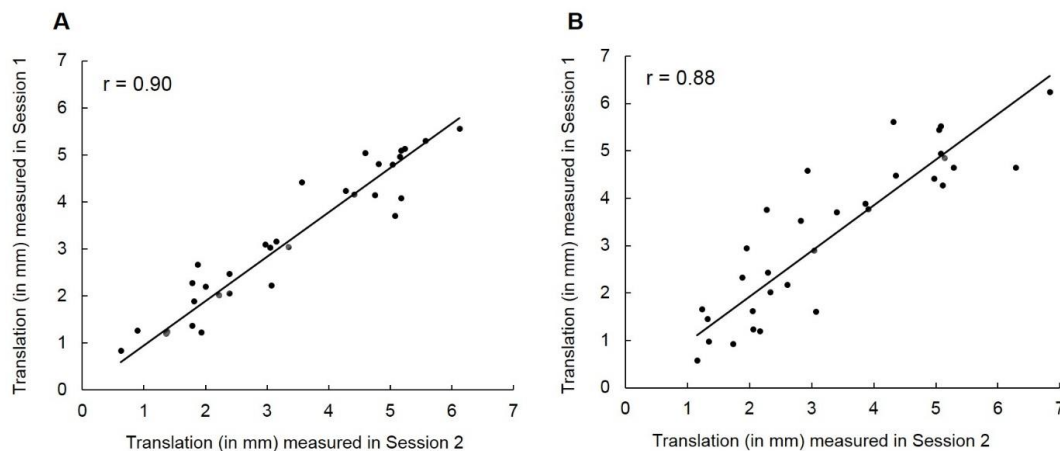 A
r = 0.90
Translation (in mm) measured in Session 1
7
6
5
4
3
2
1
0
0 1 2 3 4 5 6 7
Translation (in mm) measured in Session 2
B
r = 0.88
Translation (in mm) measured in Session 1
7
6
5
4
3
2
1
0
0 1 2 3 4 5 6 7
Translation (in mm) measured in Session 2